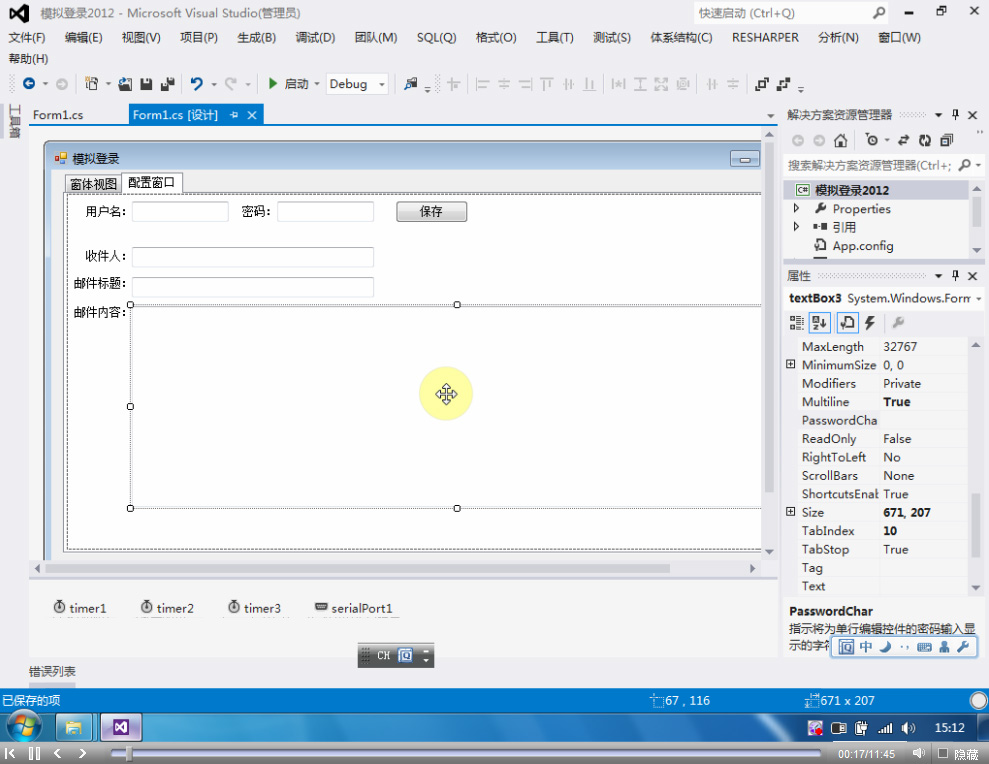 模拟登录2012 - Microsoft Visual Studio(管理员)
快速启动 (Ctrl+Q)
文件(F) 编辑(E) 视图(V) 项目(P) 生成(B) 调试(D) 团队(M) SQL(Q) 格式(O) 工具(T) 测试(S) 体系结构(C) RESHARPER 分析(N) 窗口(W)
帮助(H)
启动 Debug
工具箱
Form1.cs Form1.cs [设计]
模拟登录
窗体视图 配置窗口
用户名: 密码: 保存
收件人:
邮件标题:
邮件内容:
timer1 timer2 timer3 serialPort1
CH
错误列表
解决方案资源管理器
搜索解决方案资源管理器(Ctrl+;
C# 模拟登录2012
Properties
引用
App.config
属性
textBox3 System.Windows.Form
MaxLength 32767
MinimumSize 0, 0
Modifiers Private
Multiline True
PasswordCha
ReadOnly False
RightToLeft No
ScrollBars None
ShortcutsEnab True
Size 671, 207
TabIndex 10
TabStop True
Tag
Text
PasswordChar
指示将为单行编辑控件的密码输入显
示的字符
中
已保存的项 67 , 116 671 x 207
15:12
00:17/11:45 隐藏